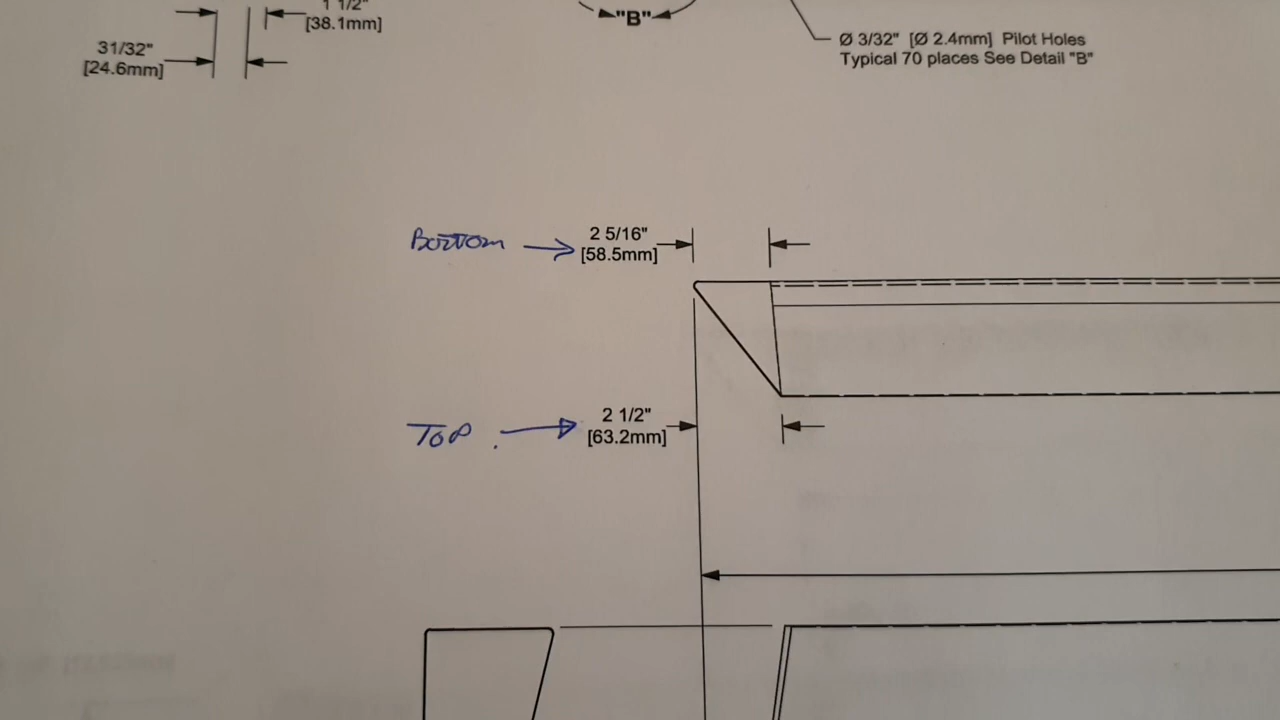 1 1/2"
[38.1mm]
31/32"
[24.6mm]
"B"
Ø 3/32" [Ø 2.4mm] Pilot Holes
Typical 70 places See Detail "B"
Bottom
2 5/16"
[58.5mm]
TOP.
2 1/2"
[63.2mm]